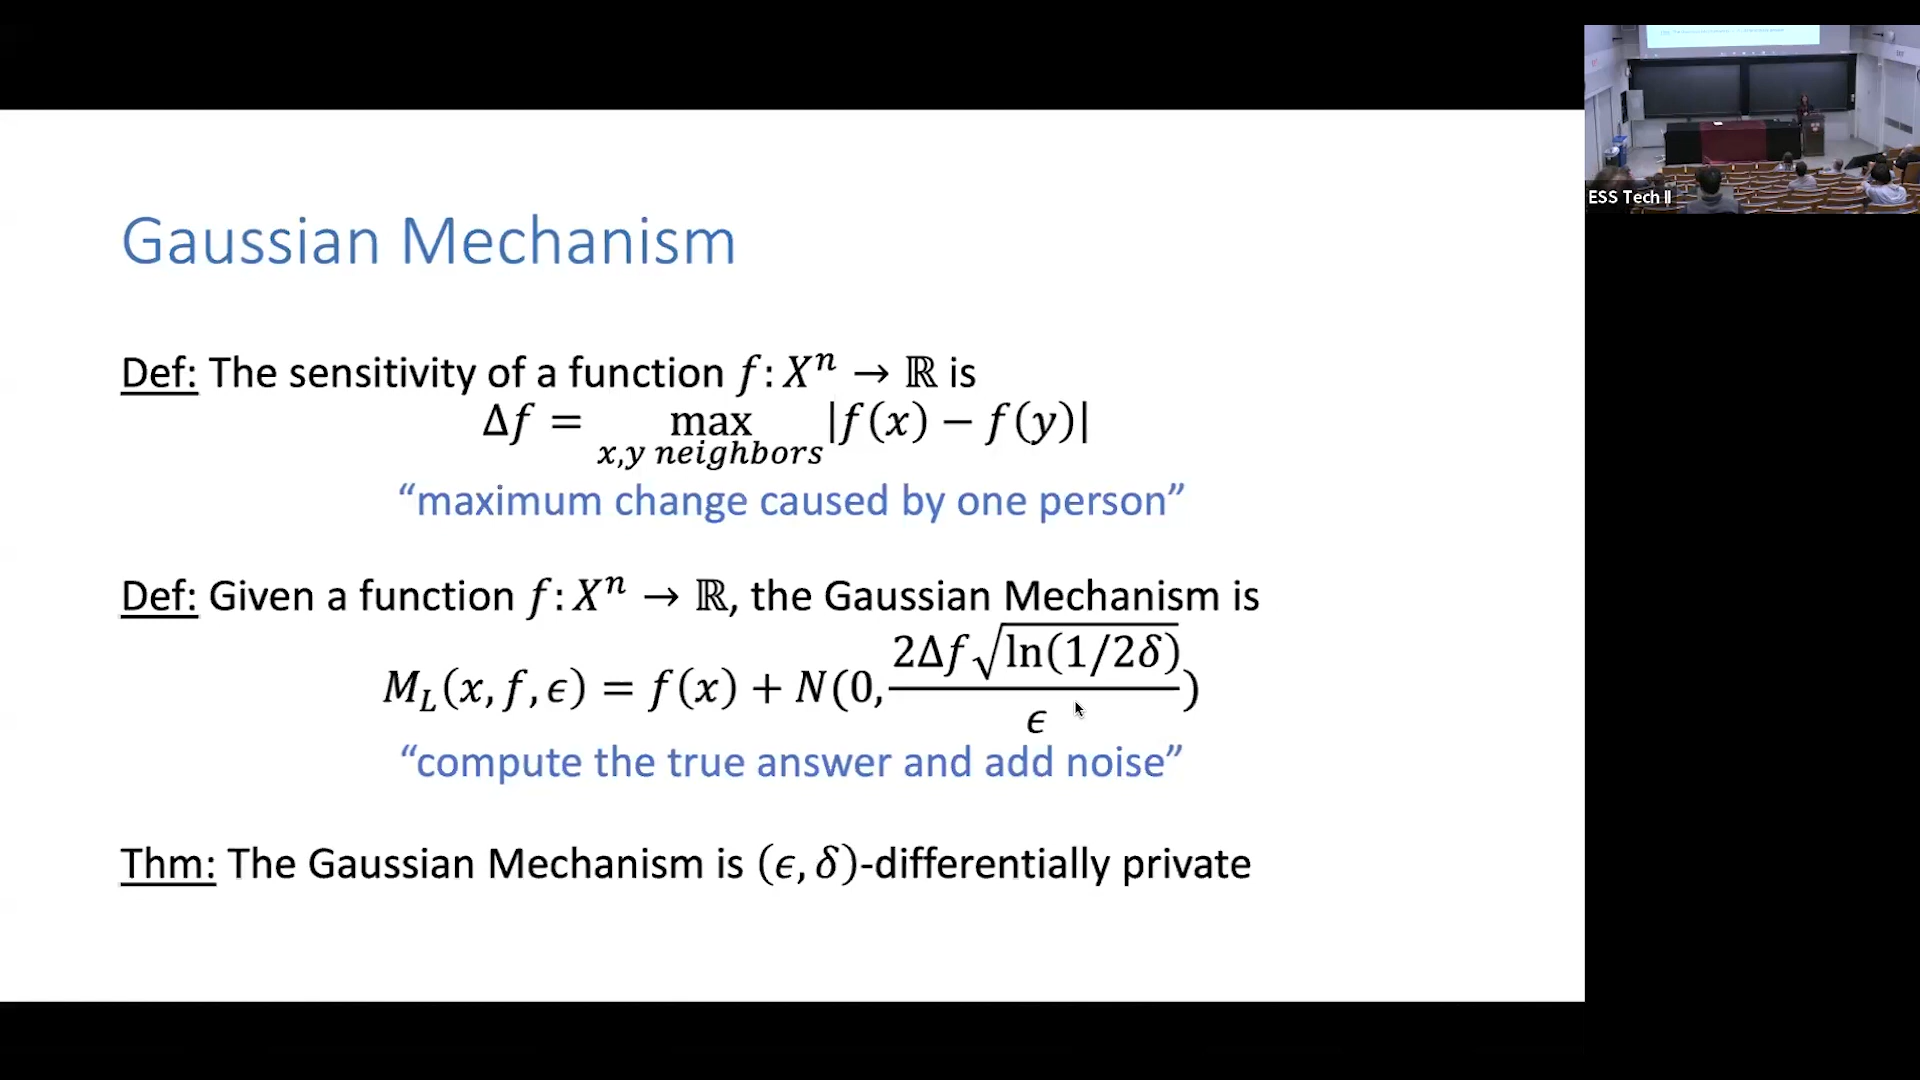 Gaussian Mechanism
Def: The sensitivity of a function f: Xⁿ → ℝ is
Δf = max |f(x) − f(y)|
x,y neighbors
“maximum change caused by one person”
Def: Given a function f: Xⁿ → ℝ, the Gaussian Mechanism is
M_L(x, f, ϵ) = f(x) + N(0, 2Δf√ln(1/2δ) / ϵ)
“compute the true answer and add noise”
Thm: The Gaussian Mechanism is (ϵ, δ)-differentially private
ESS Tech II